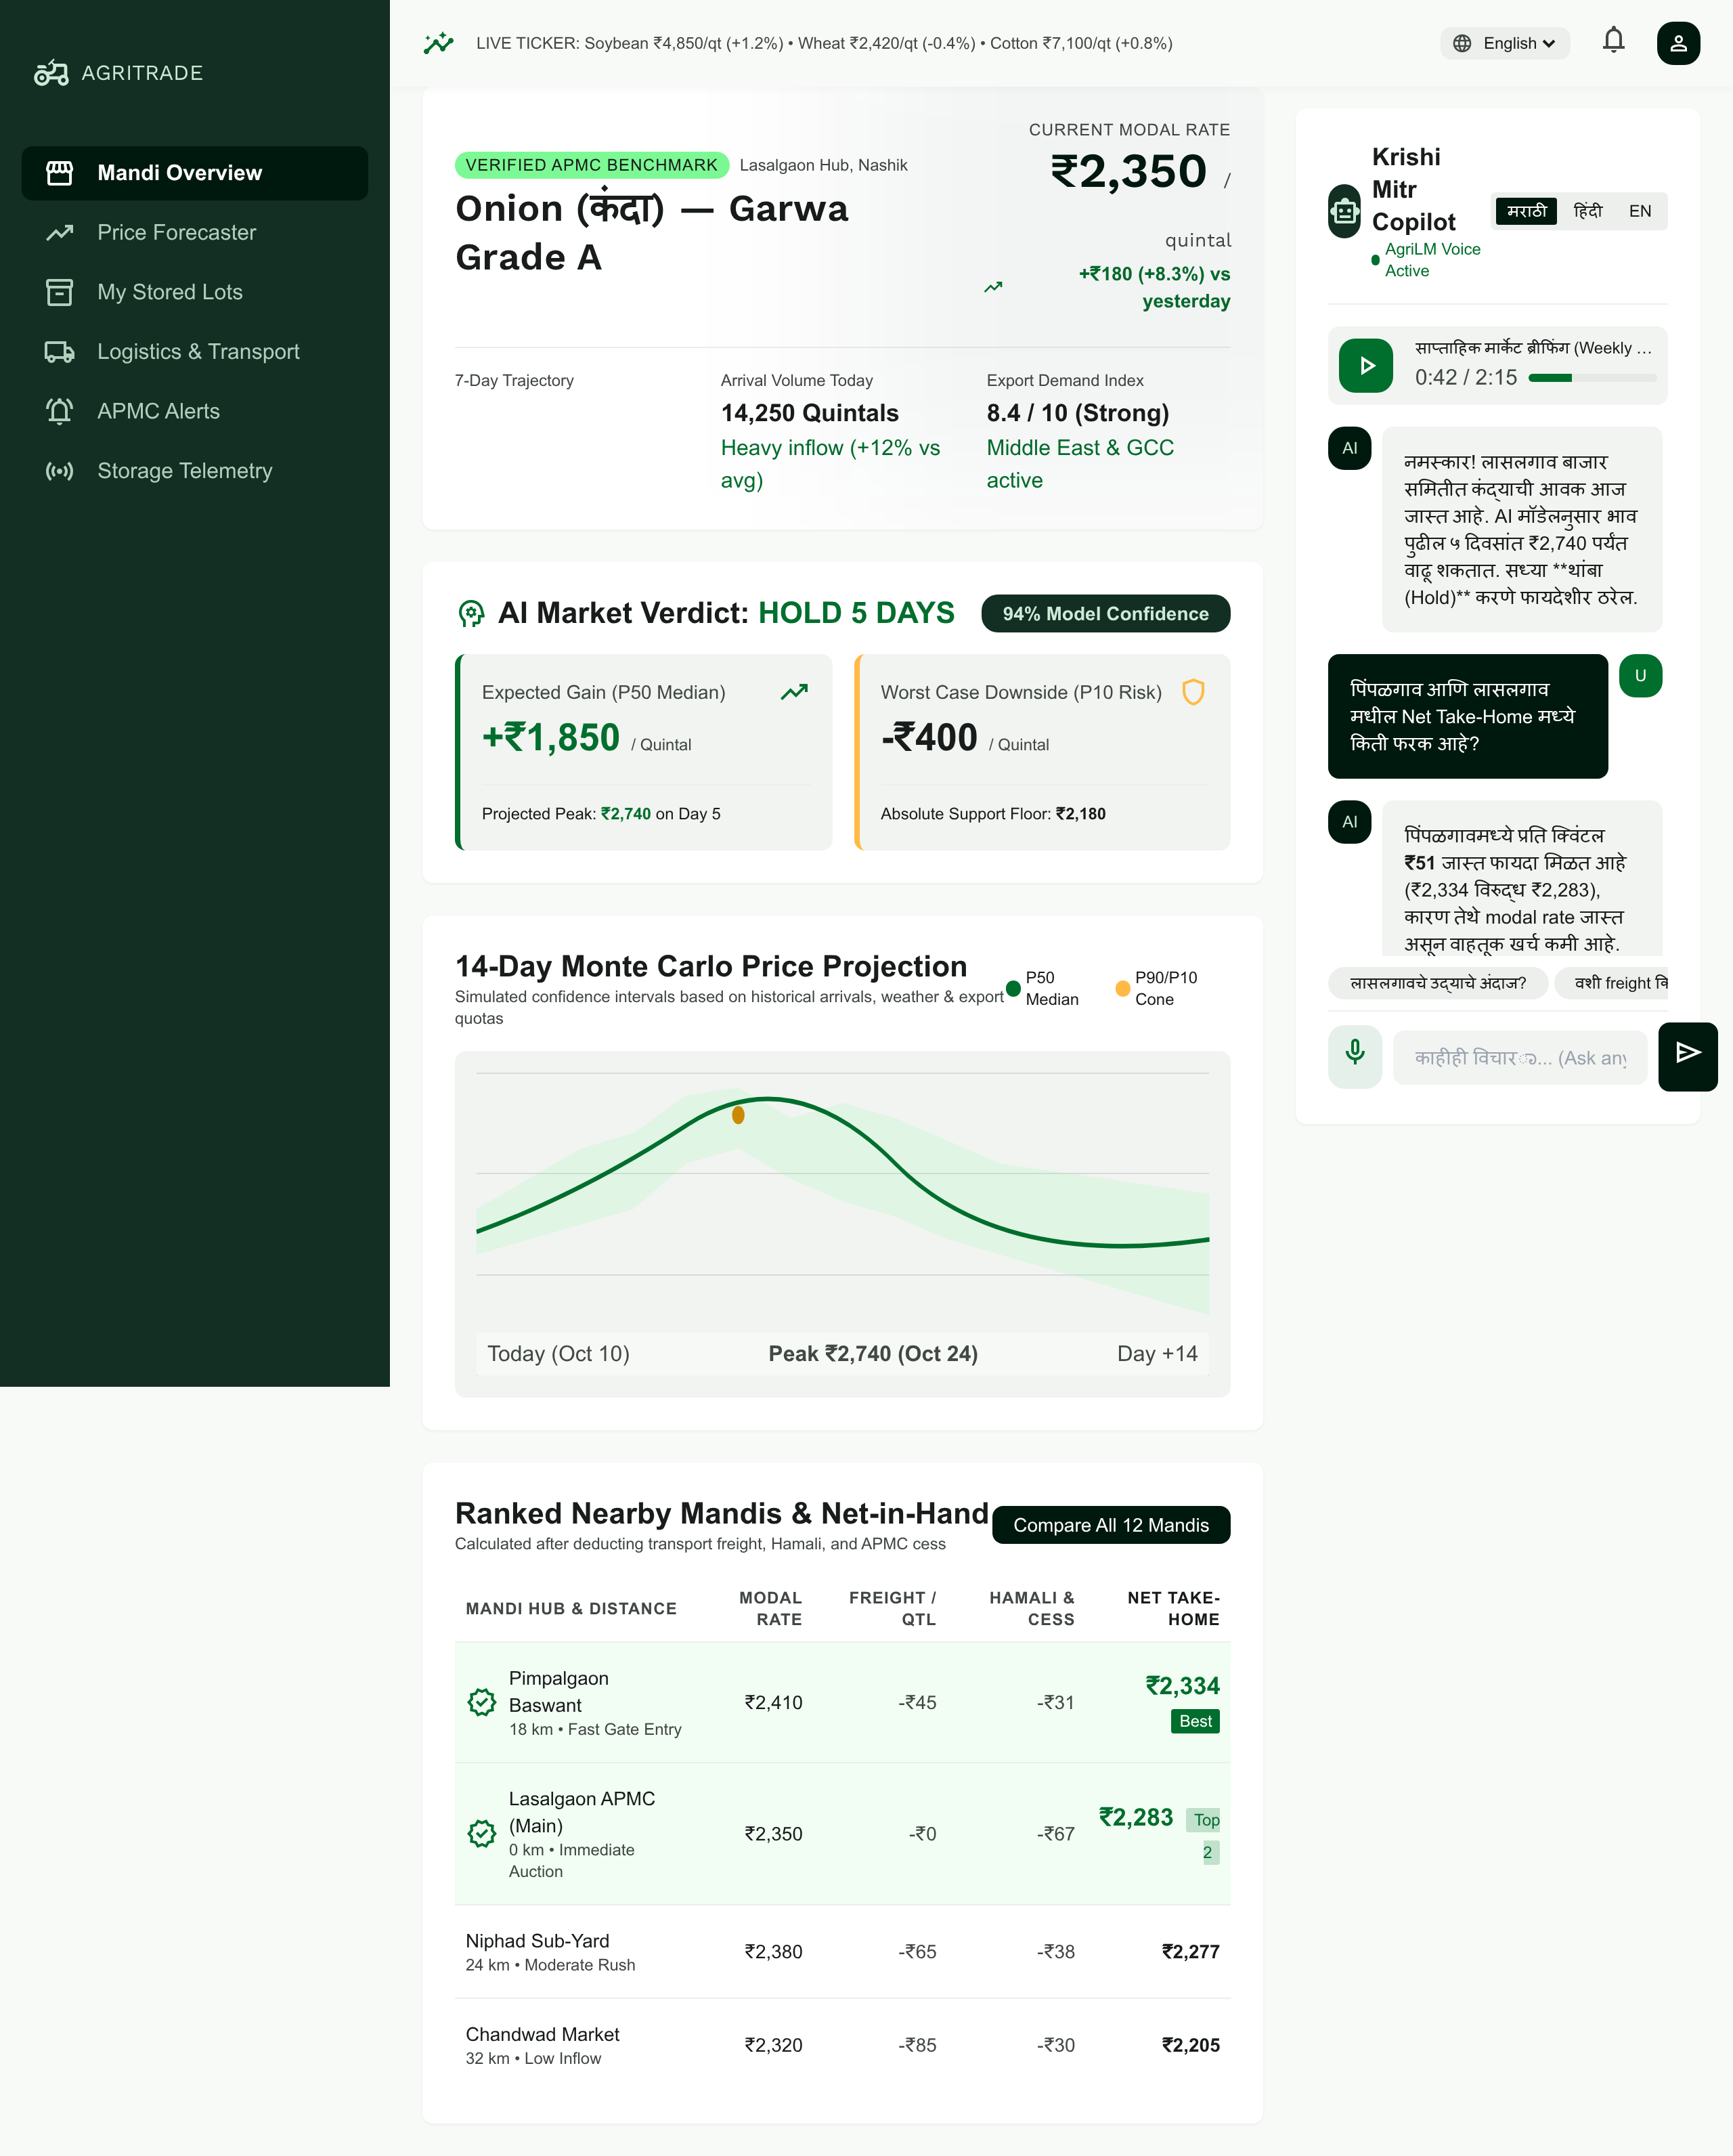 AGRITRADE
Mandi Overview
Price Forecaster
My Stored Lots
Logistics & Transport
APMC Alerts
Storage Telemetry
LIVE TICKER: Soybean ₹4,850/qt (+1.2%) • Wheat ₹2,420/qt (-0.4%) • Cotton ₹7,100/qt (+0.8%)
English
VERIFIED APMC BENCHMARK
Lasalgaon Hub, Nashik
Onion (कंदा) — Garwa
Grade A
CURRENT MODAL RATE
₹2,350 /
quintal
+₹180 (+8.3%) vs
yesterday
7-Day Trajectory
Arrival Volume Today
14,250 Quintals
Heavy inflow (+12% vs
avg)
Export Demand Index
8.4 / 10 (Strong)
Middle East & GCC
active
AI Market Verdict: HOLD 5 DAYS
94% Model Confidence
Expected Gain (P50 Median)
+₹1,850 / Quintal
Projected Peak: ₹2,740 on Day 5
Worst Case Downside (P10 Risk)
-₹400 / Quintal
Absolute Support Floor: ₹2,180
14-Day Monte Carlo Price Projection
Simulated confidence intervals based on historical arrivals, weather & export
quotas
P50
Median
P90/P10
Cone
Today (Oct 10)
Peak ₹2,740 (Oct 24)
Day +14
Ranked Nearby Mandis & Net-in-Hand
Calculated after deducting transport freight, Hamali, and APMC cess
Compare All 12 Mandis
MANDI HUB & DISTANCE
MODAL
RATE
FREIGHT /
QTL
HAMALI &
CESS
NET TAKE-
HOME
Pimpalgaon
Baswant
18 km • Fast Gate Entry
₹2,410
-₹45
-₹31
₹2,334
Best
Lasalgaon APMC
(Main)
0 km • Immediate
Auction
₹2,350
-₹0
-₹67
₹2,283 Top
2
Niphad Sub-Yard
24 km • Moderate Rush
₹2,380
-₹65
-₹38
₹2,277
Chandwad Market
32 km • Low Inflow
₹2,320
-₹85
-₹30
₹2,205
Krishi
Mitr
Copilot
AgriLM Voice
Active
मराठी
हिंदी
EN
साप्ताहिक मार्केट ब्रीफिंग (Weekly ...
0:42 / 2:15
AI
नमस्कार! लासलगाव बाजार
समितीत कंद्याची आवक आज
जास्त आहे. AI मॉडेलनुसार भाव
पुढील ५ दिवसांत ₹2,740 पर्यंत
वाढू शकतात. सध्या **थांबा
(Hold)** करणे फायदेशीर ठरेल.
पिंपळगाव आणि लासलगाव
मधील Net Take-Home मध्ये
किती फरक आहे?
U
AI
पिंपळगावमध्ये प्रति क्विंटल
₹51 जास्त फायदा मिळत आहे
(₹2,334 विरुद्ध ₹2,283),
कारण तेथे modal rate जास्त
असून वाहतूक खर्च कमी आहे.
लासलगावचे उद्याचे अंदाज?
वशी freight
काहीही (Ask